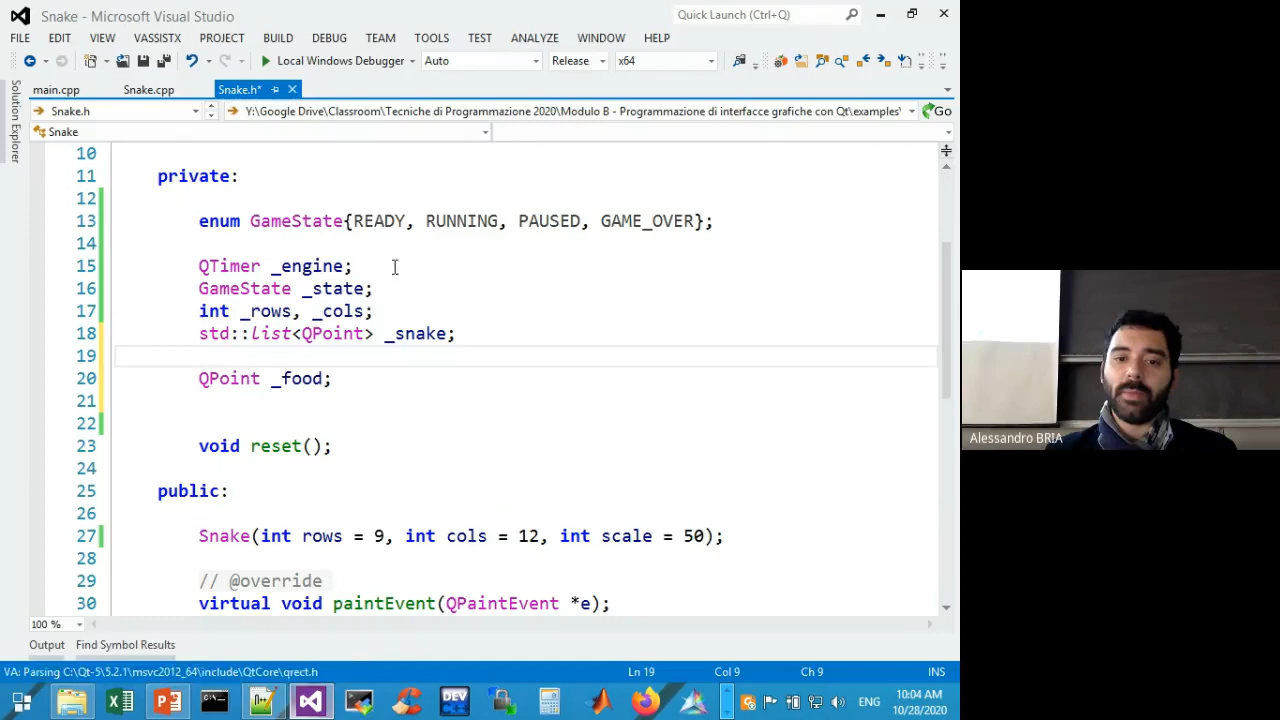 Snake - Microsoft Visual Studio
Quick Launch (Ctrl+Q)
FILE EDIT VIEW VASSISTX PROJECT BUILD DEBUG TEAM TOOLS TEST ANALYZE WINDOW HELP
Local Windows Debugger Auto Release x64
main.cpp Snake.cpp Snake.h*
Solution Explorer
Snake.h Y:\Google Drive\Classroom\Tecniche di Programmazione 2020\Modulo B - Programmazione di interfacce grafiche con Qt\examples\ Go
Snake
10
11 private:
12
13 enum GameState{READY, RUNNING, PAUSED, GAME_OVER};
14
15 QTimer _engine;
16 GameState _state;
17 int _rows, _cols;
18 std::list<QPoint> _snake;
19
20 QPoint _food;
21
22
23 void reset();
24
25 public:
26
27 Snake(int rows = 9, int cols = 12, int scale = 50);
28
29 // @override
30 virtual void paintEvent(QPaintEvent *e);
100 %
Output Find Symbol Results
VA: Parsing C:\Qt-5\5.2.1\msvc2012_64\include\QtCore\qrect.h Ln 19 Col 9 Ch 9 INS
DEV
ENG
10:04 AM
10/28/2020
Alessandro BRIA